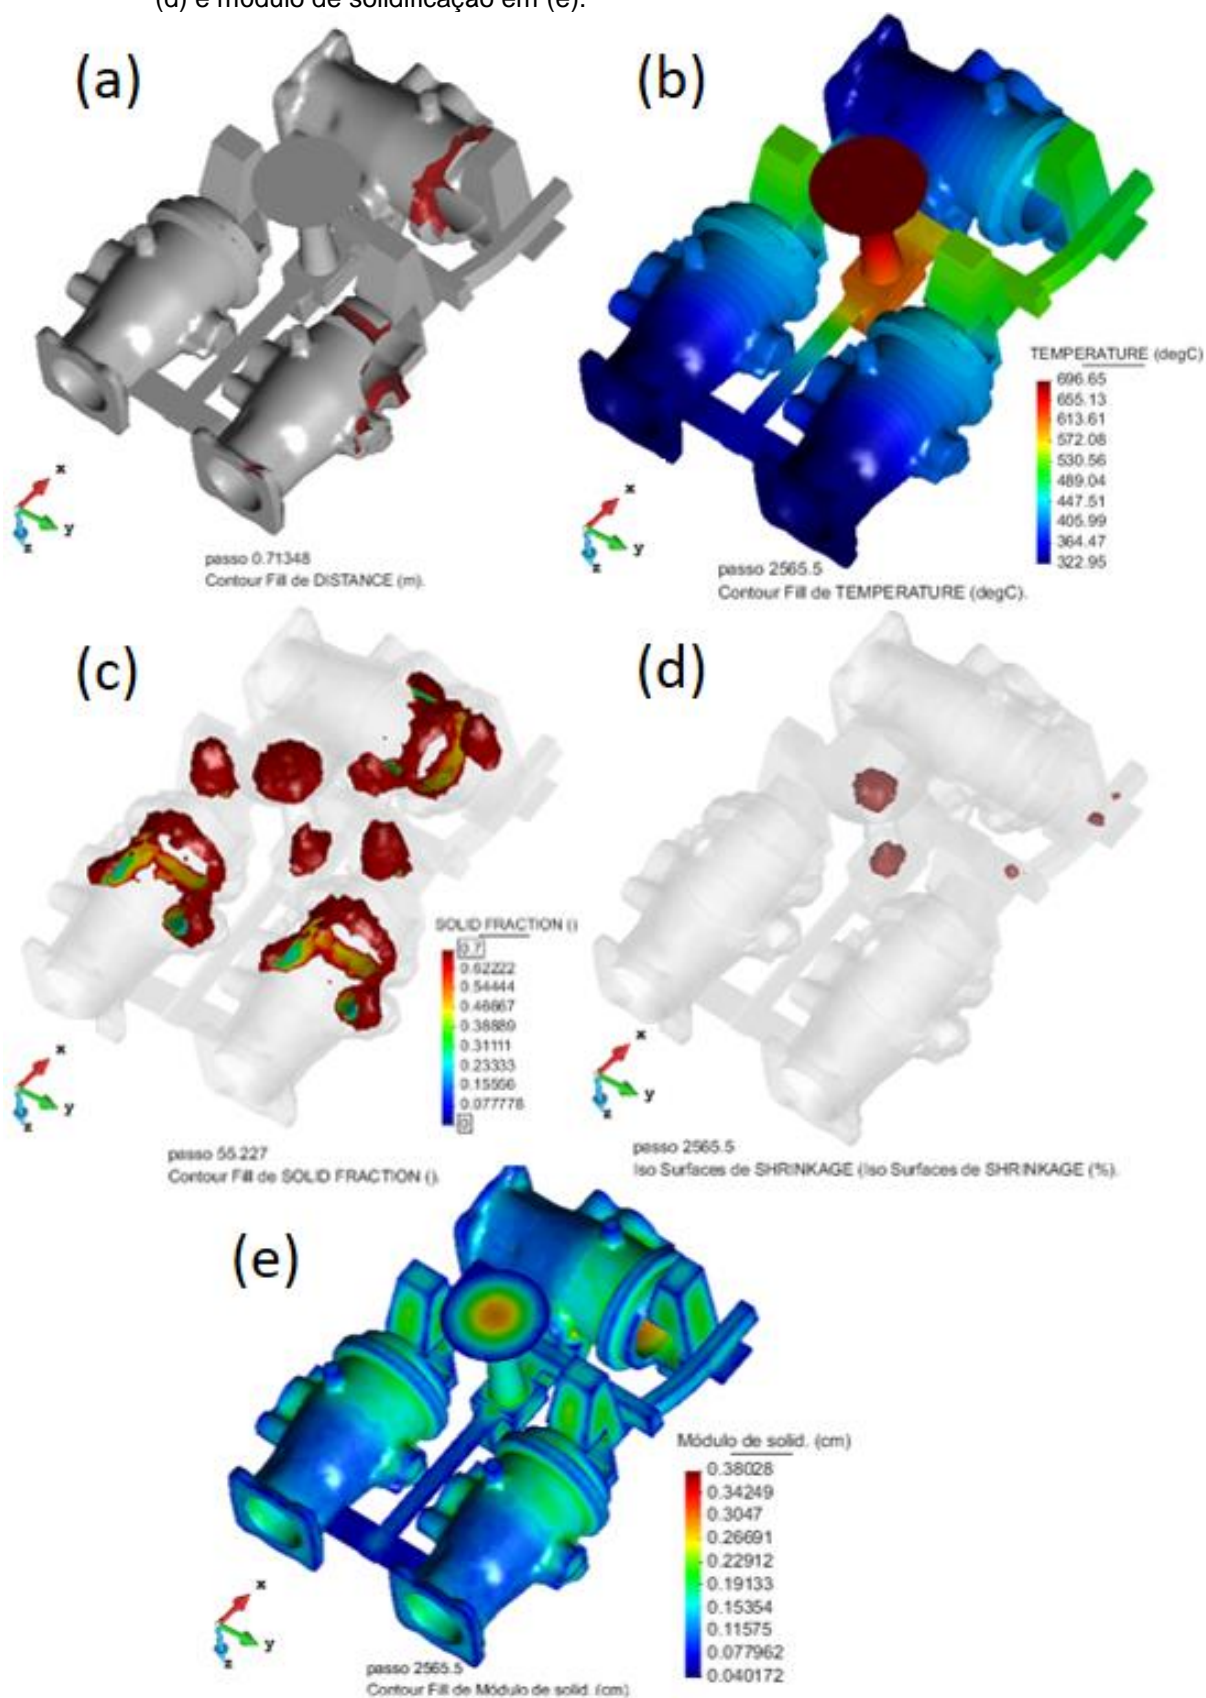 (d) e módulo de solidificação em (e).
(a)
x
y
z
passo 0.71348
Contour Fill de DISTANCE (m).
(b)
TEMPERATURE (degC)
696.65
655.13
613.61
572.08
530.56
489.04
447.51
405.99
364.47
322.95
x
y
z
passo 2565.5
Contour Fill de TEMPERATURE (degC).
(c)
SOLID FRACTION ()
0.7
0.62222
0.54444
0.46667
0.38889
0.31111
0.23333
0.15556
0.077778
0
x
y
z
passo 55.227
Contour Fill de SOLID FRACTION ().
(d)
x
y
z
passo 2565.5
Iso Surfaces de SHRINKAGE (Iso Surfaces de SHRINKAGE (%).
(e)
Módulo de solid. (cm)
0.38028
0.34249
0.3047
0.26691
0.22912
0.19133
0.15354
0.11575
0.077962
0.040172
x
y
z
passo 2565.5
Contour Fill de Módulo de solid. (cm)